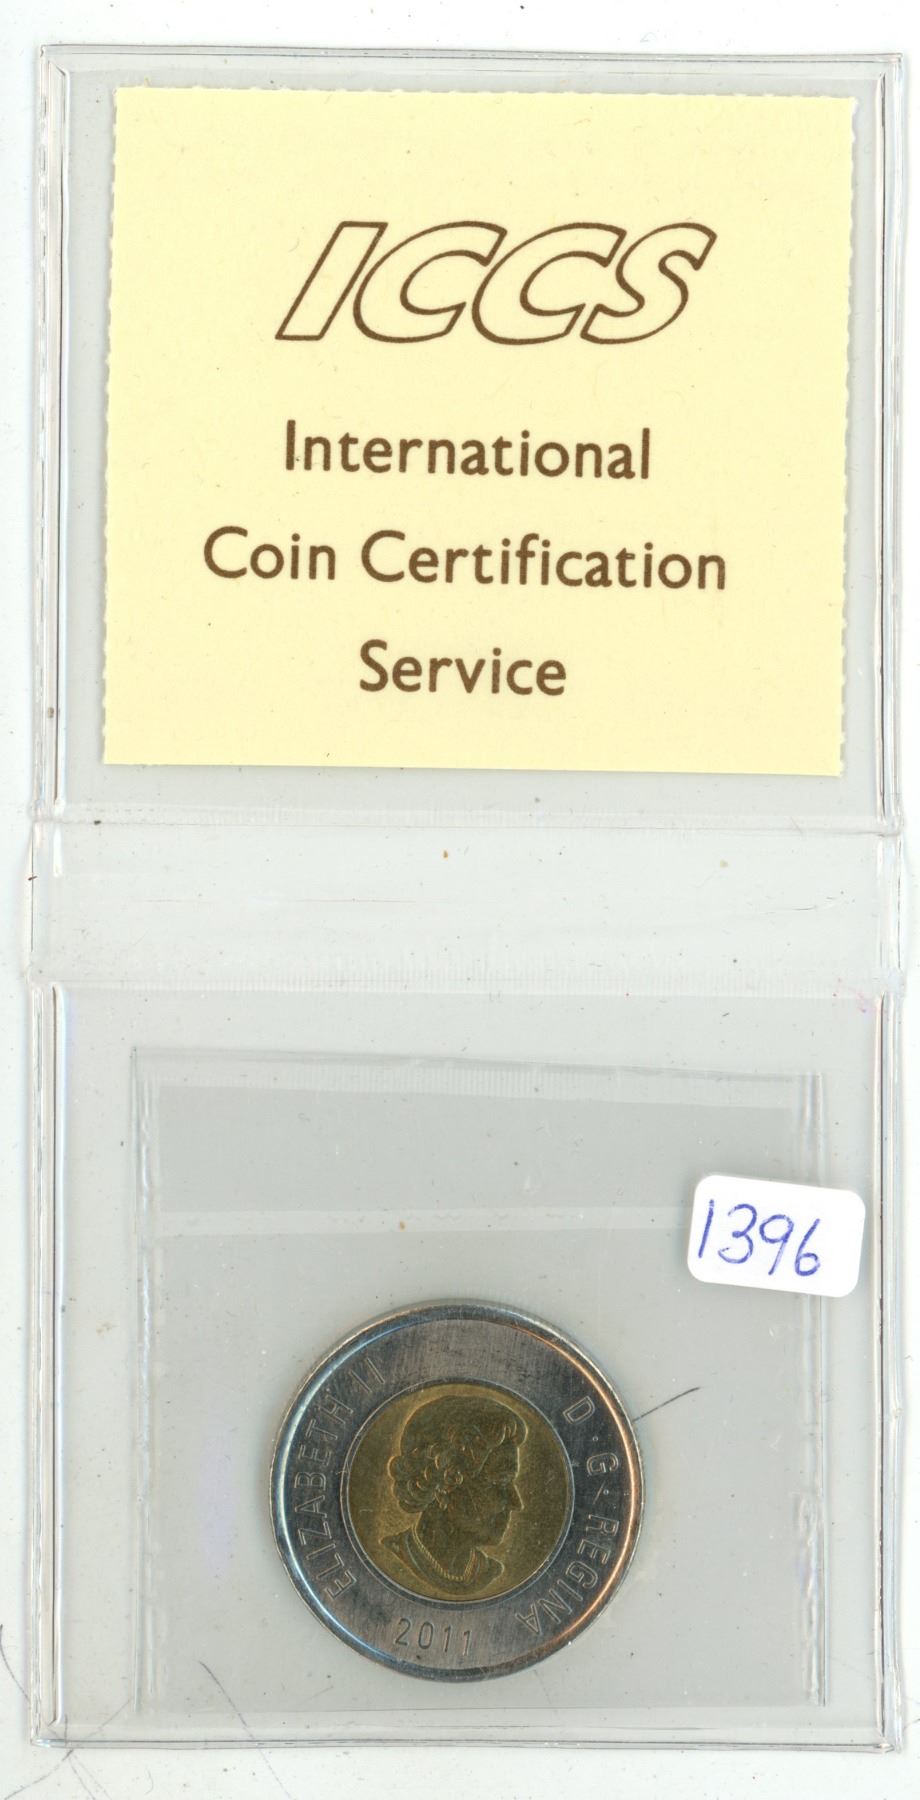 ICCS
International
Coin Certification
Service
1396
ELIZABETH II D·G·REGINA
2011